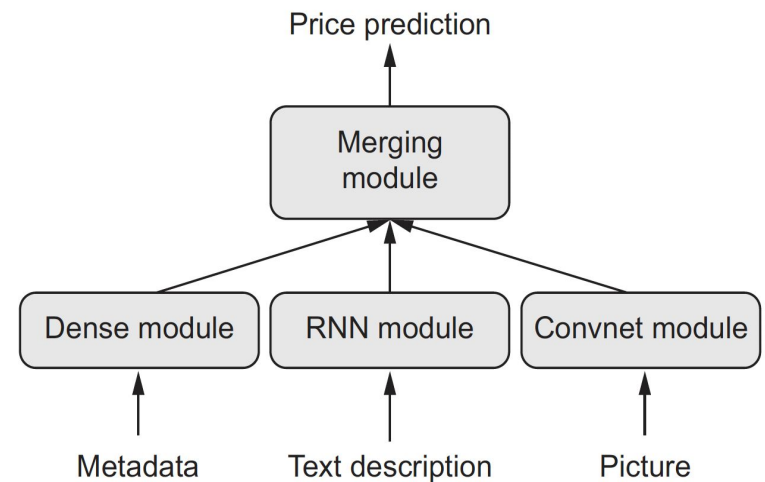 Price prediction
Merging
module
Dense module
RNN module
Convnet module
Metadata
Text description
Picture